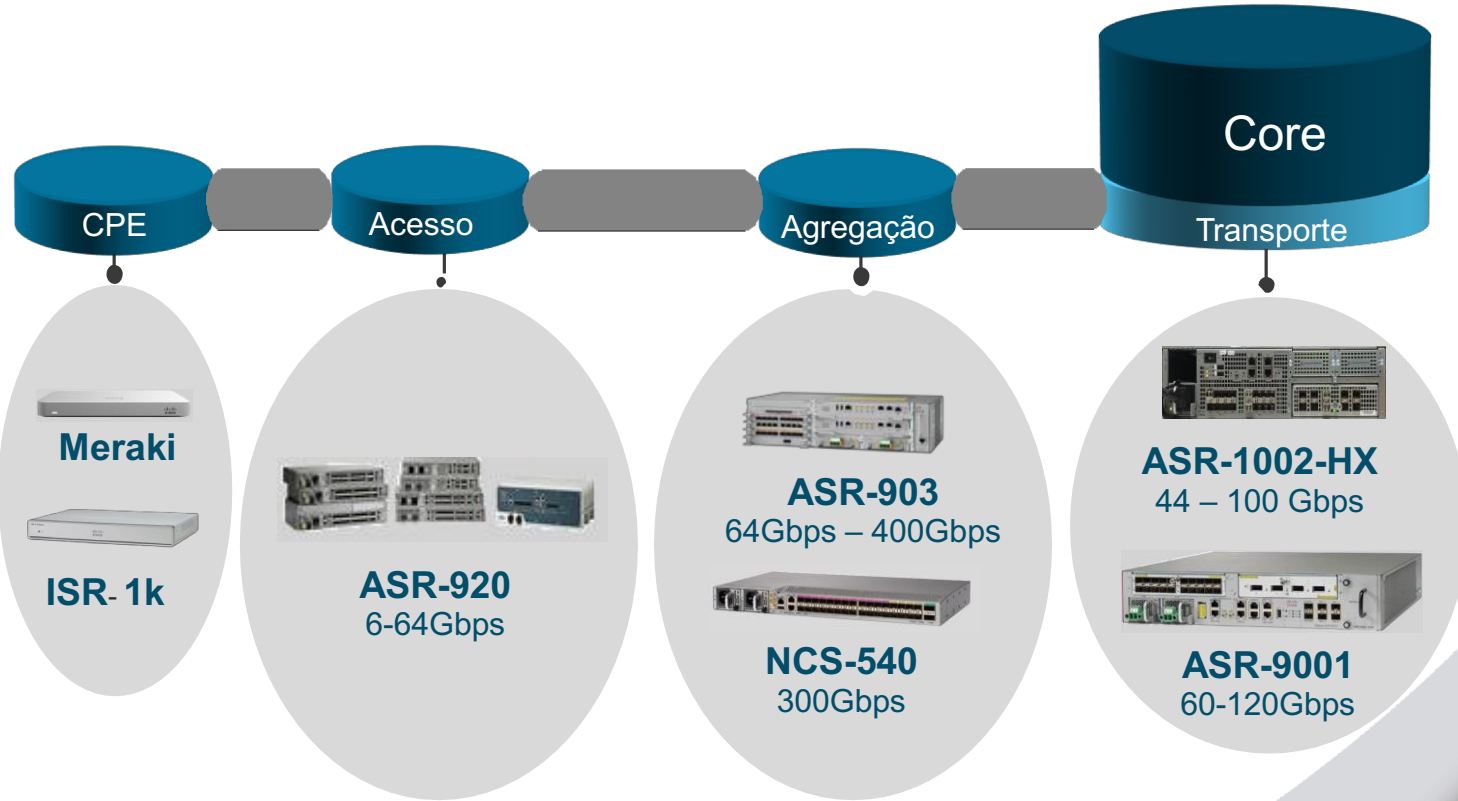 Core
CPE
Acesso
Agregação
Transporte
Meraki
ISR- 1k
ASR-920
6-64Gbps
ASR-903
64Gbps – 400Gbps
NCS-540
300Gbps
ASR-1002-HX
44 – 100 Gbps
ASR-9001
60-120Gbps